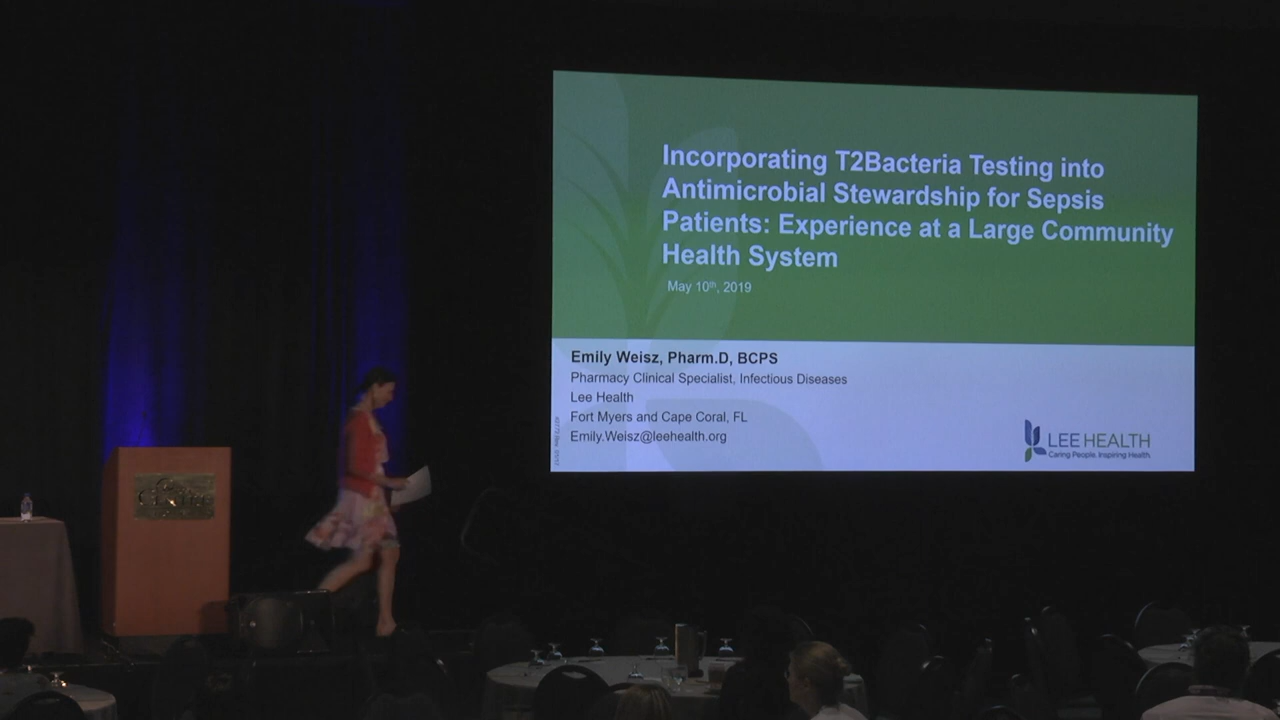 Incorporating T2Bacteria Testing into
Antimicrobial Stewardship for Sepsis
Patients: Experience at a Large Community
Health System
May 10th, 2019
Emily Weisz, Pharm.D, BCPS
Pharmacy Clinical Specialist, Infectious Diseases
Lee Health
Fort Myers and Cape Coral, FL
Emily.Weisz@leehealth.org
LEE HEALTH
Caring People. Inspiring Health.